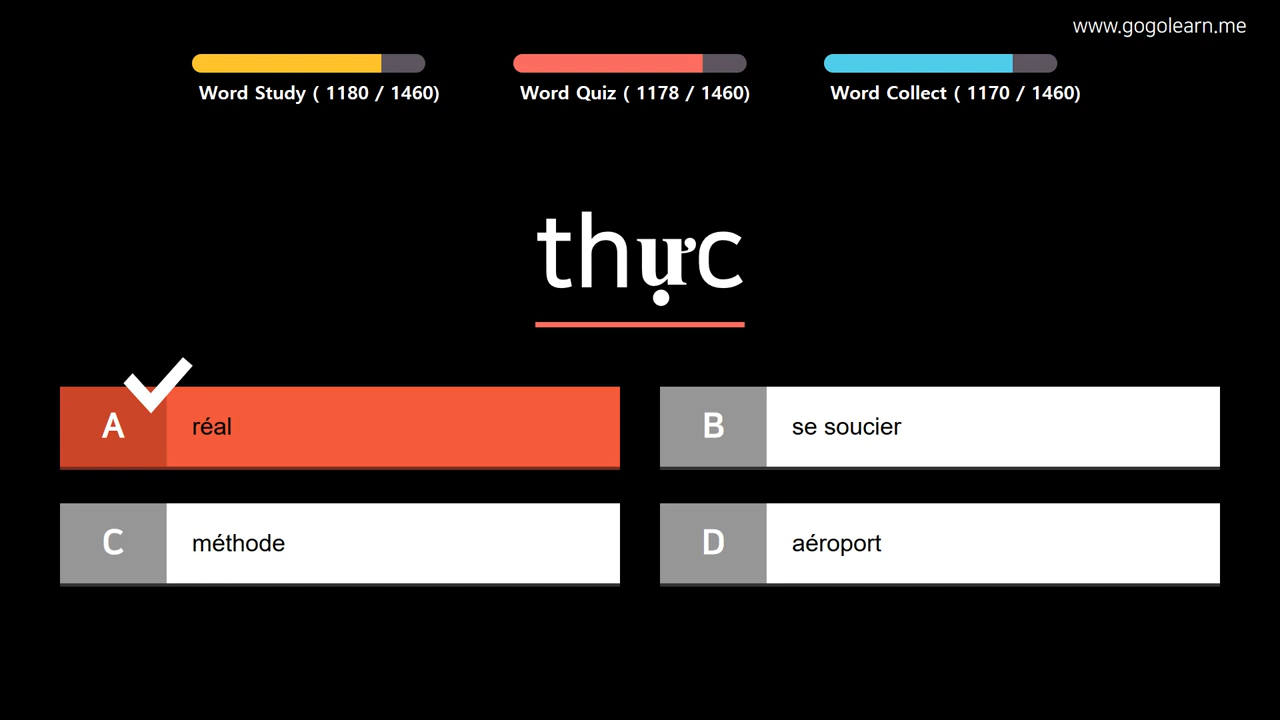 www.gogolearn.me
Word Study ( 1180 / 1460)
Word Quiz ( 1178 / 1460)
Word Collect ( 1170 / 1460)
thực
A
réal
B
se soucier
C
méthode
D
aéroport